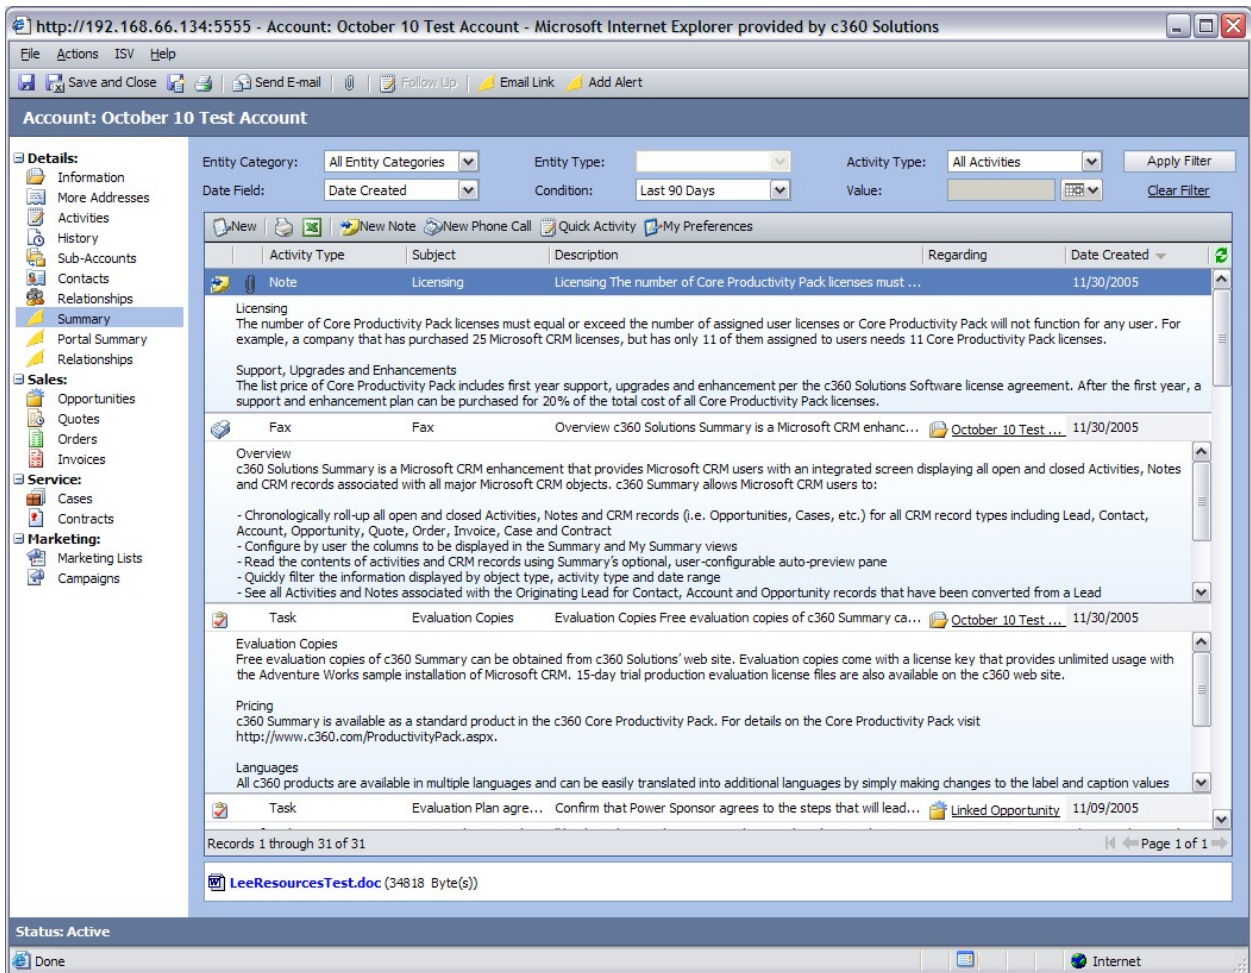 http://192.168.66.134:5555 - Account: October 10 Test Account - Microsoft Internet Explorer provided by c360 Solutions
File Actions ISV Help
Save and Close Send E-mail Follow Up Email Link Add Alert
Account: October 10 Test Account
Details:
Information
More Addresses
Activities
History
Sub-Accounts
Contacts
Relationships
Summary
Portal Summary
Relationships
Sales:
Opportunities
Quotes
Orders
Invoices
Service:
Cases
Contracts
Marketing:
Marketing Lists
Campaigns
Entity Category: All Entity Categories Entity Type: Activity Type: All Activities Apply Filter
Date Field: Date Created Condition: Last 90 Days Value: Clear Filter
New New Note New Phone Call Quick Activity My Preferences
Activity Type Subject Description Regarding Date Created
Note Licensing Licensing The number of Core Productivity Pack licenses must ... 11/30/2005
Licensing
The number of Core Productivity Pack licenses must equal or exceed the number of assigned user licenses or Core Productivity Pack will not function for any user. For
example, a company that has purchased 25 Microsoft CRM licenses, but has only 11 of them assigned to users needs 11 Core Productivity Pack licenses.
Support, Upgrades and Enhancements
The list price of Core Productivity Pack includes first year support, upgrades and enhancement per the c360 Solutions Software license agreement. After the first year, a
support and enhancement plan can be purchased for 20% of the total cost of all Core Productivity Pack licenses.
Fax Fax Overview c360 Solutions Summary is a Microsoft CRM enhanc... October 10 Test ... 11/30/2005
Overview
c360 Solutions Summary is a Microsoft CRM enhancement that provides Microsoft CRM users with an integrated screen displaying all open and closed Activities, Notes
and CRM records associated with all major Microsoft CRM objects. c360 Summary allows Microsoft CRM users to:
- Chronologically roll-up all open and closed Activities, Notes and CRM records (i.e. Opportunities, Cases, etc.) for all CRM record types including Lead, Contact,
Account, Opportunity, Quote, Order, Invoice, Case and Contract
- Configure by user the columns to be displayed in the Summary and My Summary views
- Read the contents of activities and CRM records using Summary's optional, user-configurable auto-preview pane
- Quickly filter the information displayed by object type, activity type and date range
- See all Activities and Notes associated with the Originating Lead for Contact, Account and Opportunity records that have been converted from a Lead
Task Evaluation Copies Evaluation Copies Free evaluation copies of c360 Summary ca... October 10 Test ... 11/30/2005
Evaluation Copies
Free evaluation copies of c360 Summary can be obtained from c360 Solutions' web site. Evaluation copies come with a license key that provides unlimited usage with
the Adventure Works sample installation of Microsoft CRM. 15-day trial production evaluation license files are also available on the c360 web site.
Pricing
c360 Summary is available as a standard product in the c360 Core Productivity Pack. For details on the Core Productivity Pack visit
http://www.c360.com/ProductivityPack.aspx.
Languages
All c360 products are available in multiple languages and can be easily translated into additional languages by simply making changes to the label and caption values
Task Evaluation Plan agre... Confirm that Power Sponsor agrees to the steps that will lead... Linked Opportunity 11/09/2005
Records 1 through 31 of 31 Page 1 of 1
LeeResourcesTest.doc (34818 Byte(s))
Status: Active
Done Internet